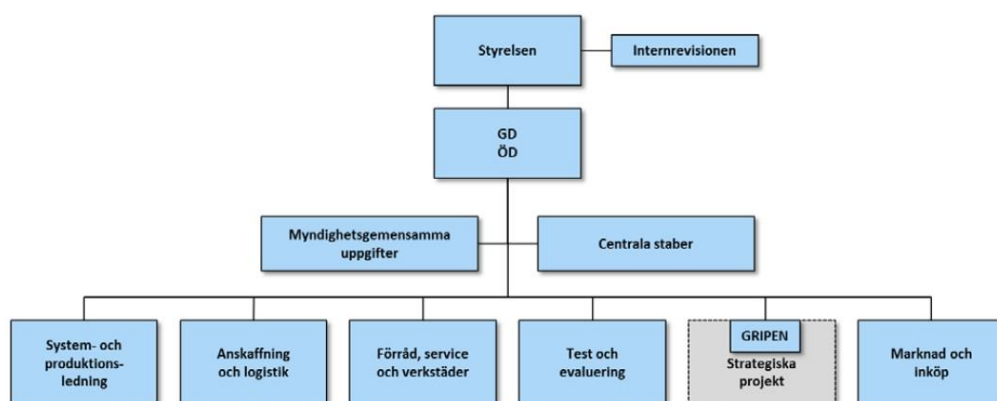 Styrelsen
Internrevisionen
GD
ÖD
Myndighetsgemensamma
uppgifter
Centrala staber
System- och
produktions-
ledning
Anskaffning
och logistik
Förråd, service
och verkstäder
Test och
evaluering
GRIPEN
Strategiska
projekt
Marknad och
inköp